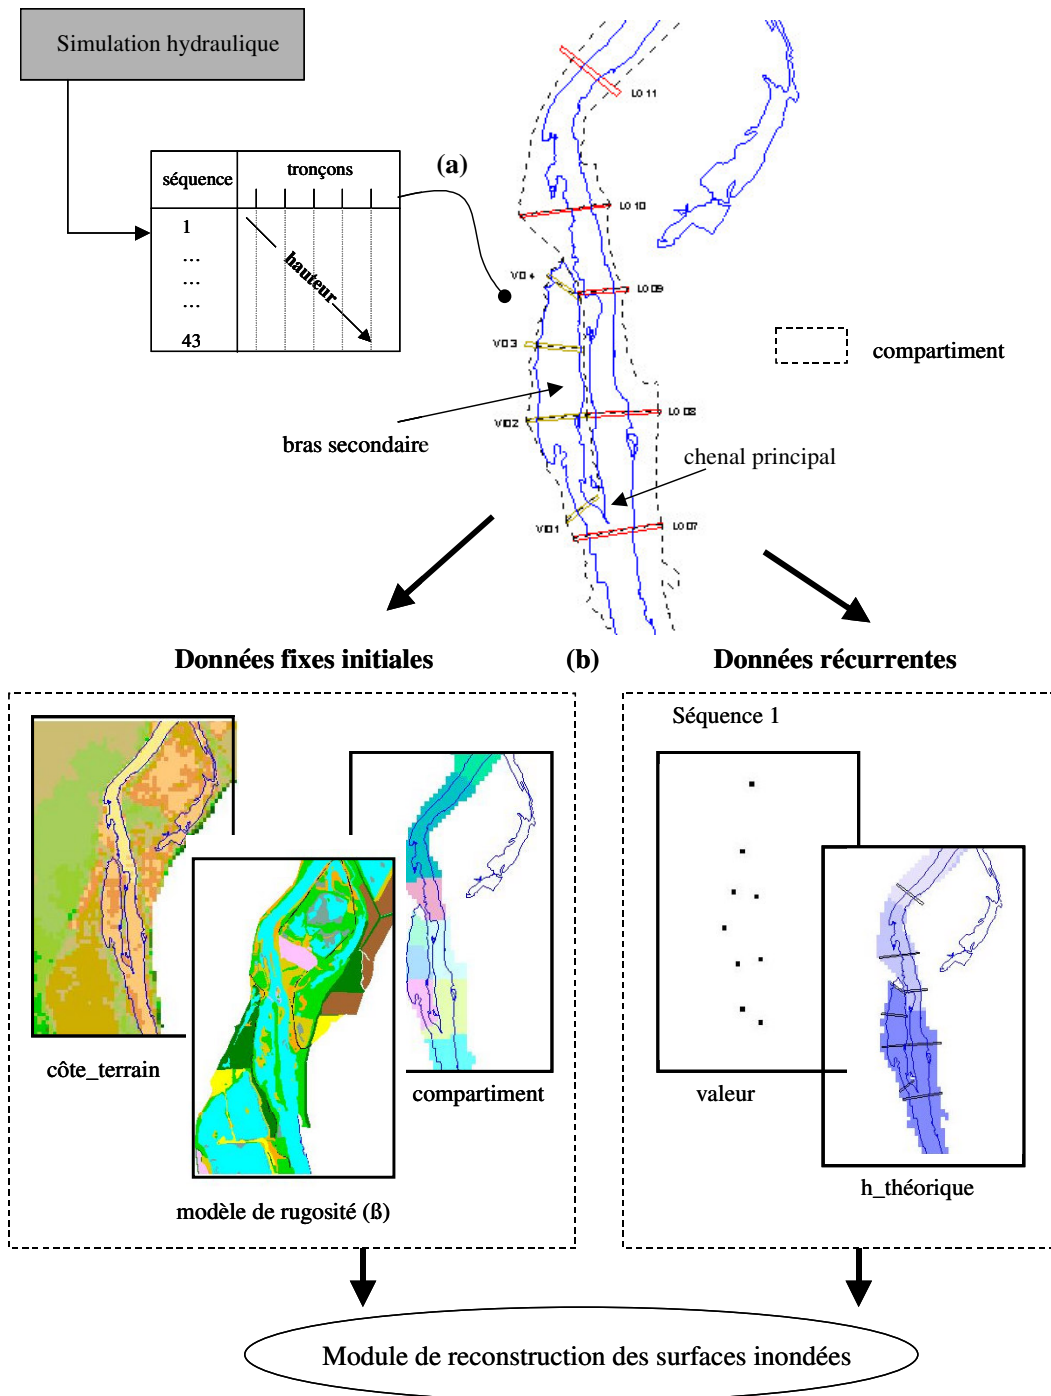 Simulation hydraulique
séquence
tronçons
1
...
...
...
43
hauteur
(a)
LO 11
LO 10
VO 4
LO 09
VO 3
VO 2
LO 08
VO 1
LO 07
compartiment
bras secondaire
chenal principal
Données fixes initiales
(b)
Données récurrentes
Séquence 1
côte_terrain
compartiment
modèle de rugosité (ß)
valeur
h_théorique
Module de reconstruction des surfaces inondées